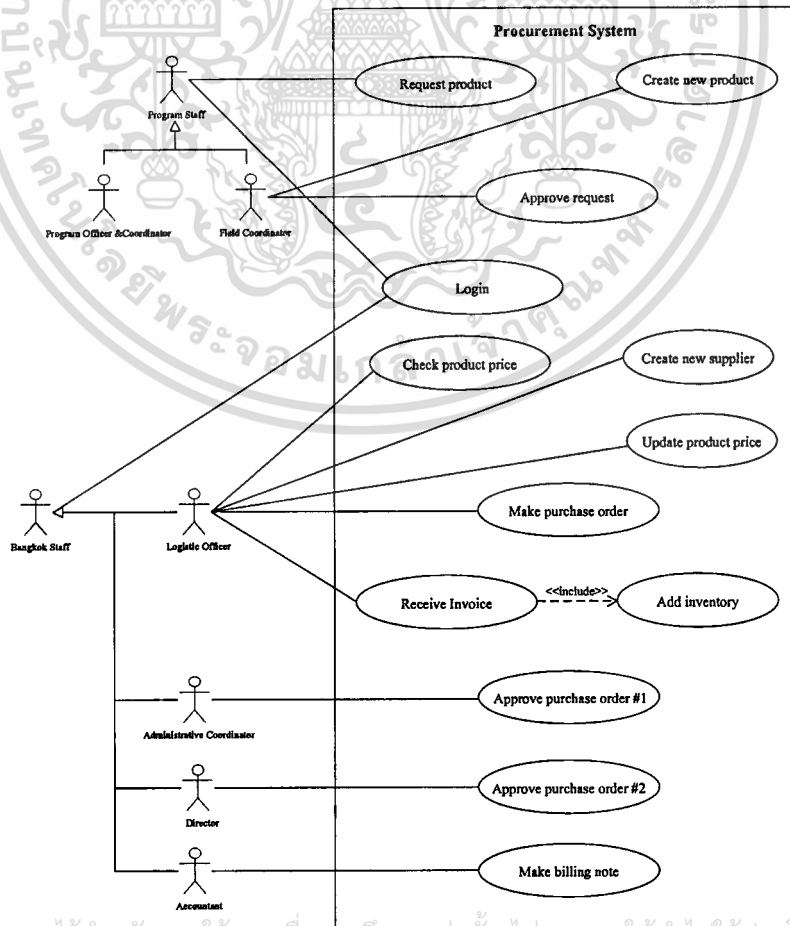 Procurement System
Request product
Create new product
Program Staff
Approve request
Program Officer &Coordinator
Field Coordinator
Login
Check product price
Create new supplier
Update product price
Bangkok Staff
Logistic Officer
Make purchase order
Receive Invoice
<<include>>
Add inventory
Approve purchase order #1
Administrative Coordinator
Approve purchase order #2
Director
Make billing note
Accountant